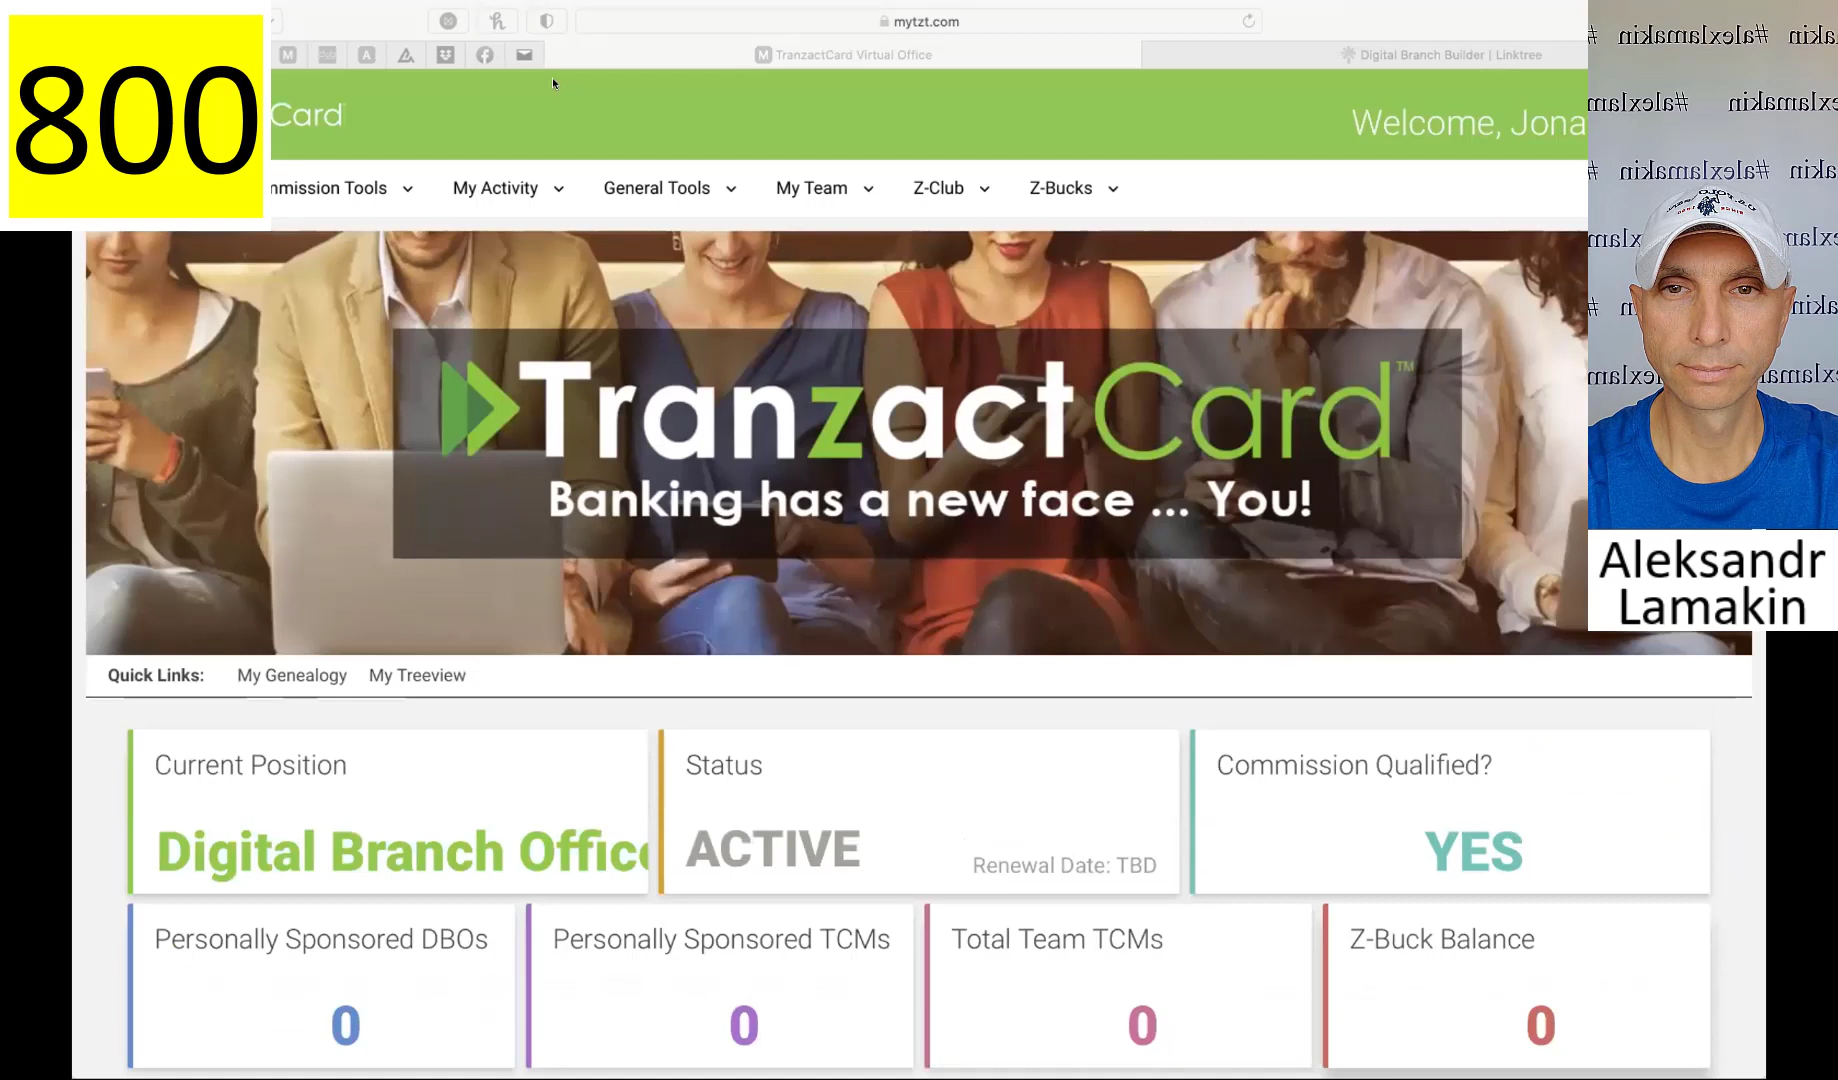 800
mytzt.com
TranzactCard Virtual Office
Digital Branch Builder | Linktree
Card
Welcome, Jona
nmission Tools
My Activity
General Tools
My Team
Z-Club
Z-Bucks
#alexlamakin
TranzactCard™
Banking has a new face ... You!
Aleksandr
Lamakin
Quick Links:
My Genealogy
My Treeview
Current Position
Digital Branch Office
Status
ACTIVE
Renewal Date: TBD
Commission Qualified?
YES
Personally Sponsored DBOs
0
Personally Sponsored TCMs
0
Total Team TCMs
0
Z-Buck Balance
0